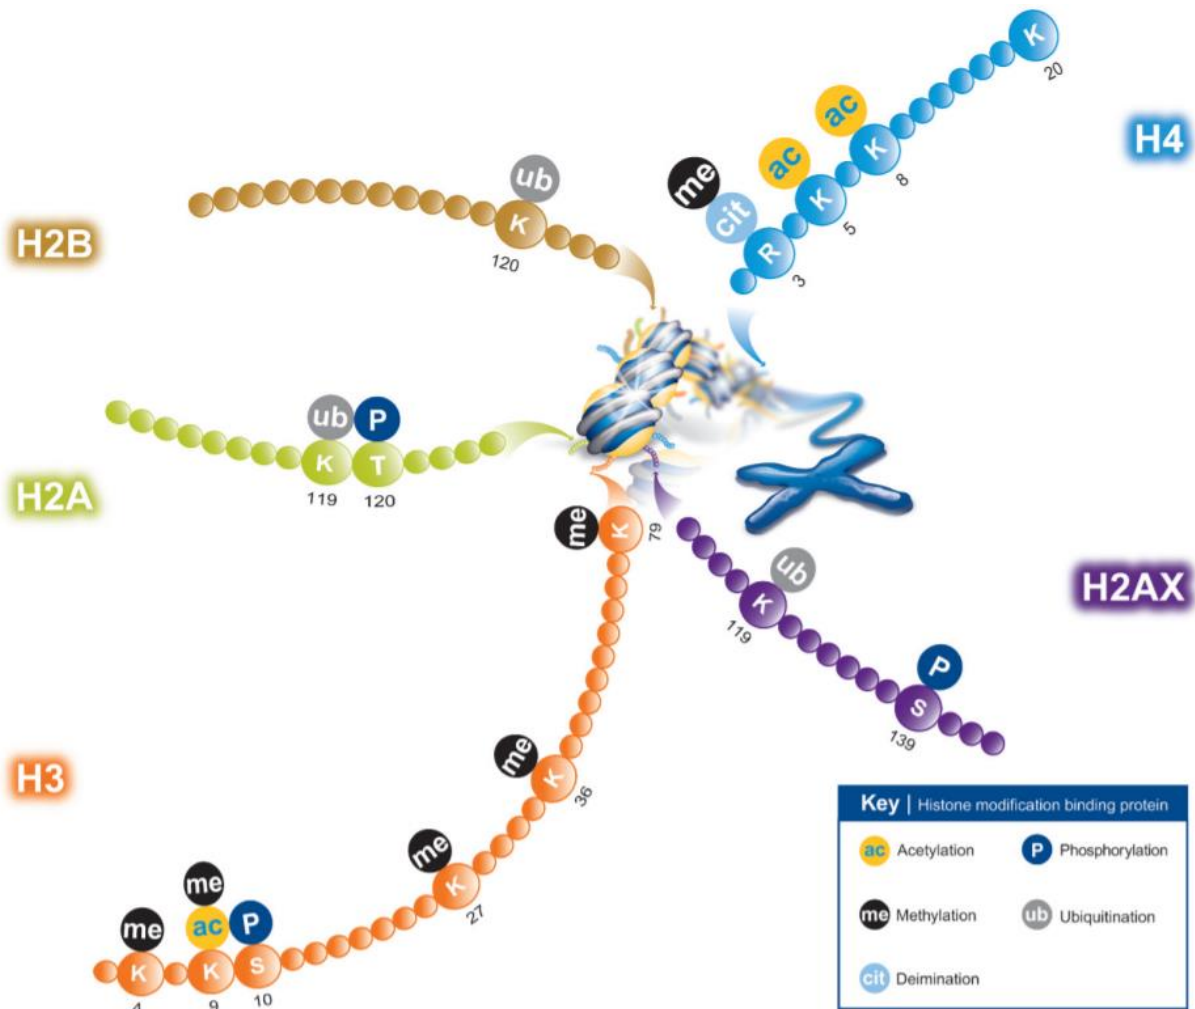 K
20
ac
K
8
ac
K
5
me
cit
R
3
H4
ub
K
120
H2B
ub
P
K
T
119
120
H2A
me
K
79
ub
K
119
P
S
139
H2AX
me
K
36
me
K
27
H3
me
me
ac
P
K
K
S
4
9
10
Key | Histone modification binding protein
ac Acetylation
P Phosphorylation
me Methylation
ub Ubiquitination
cit Deimination